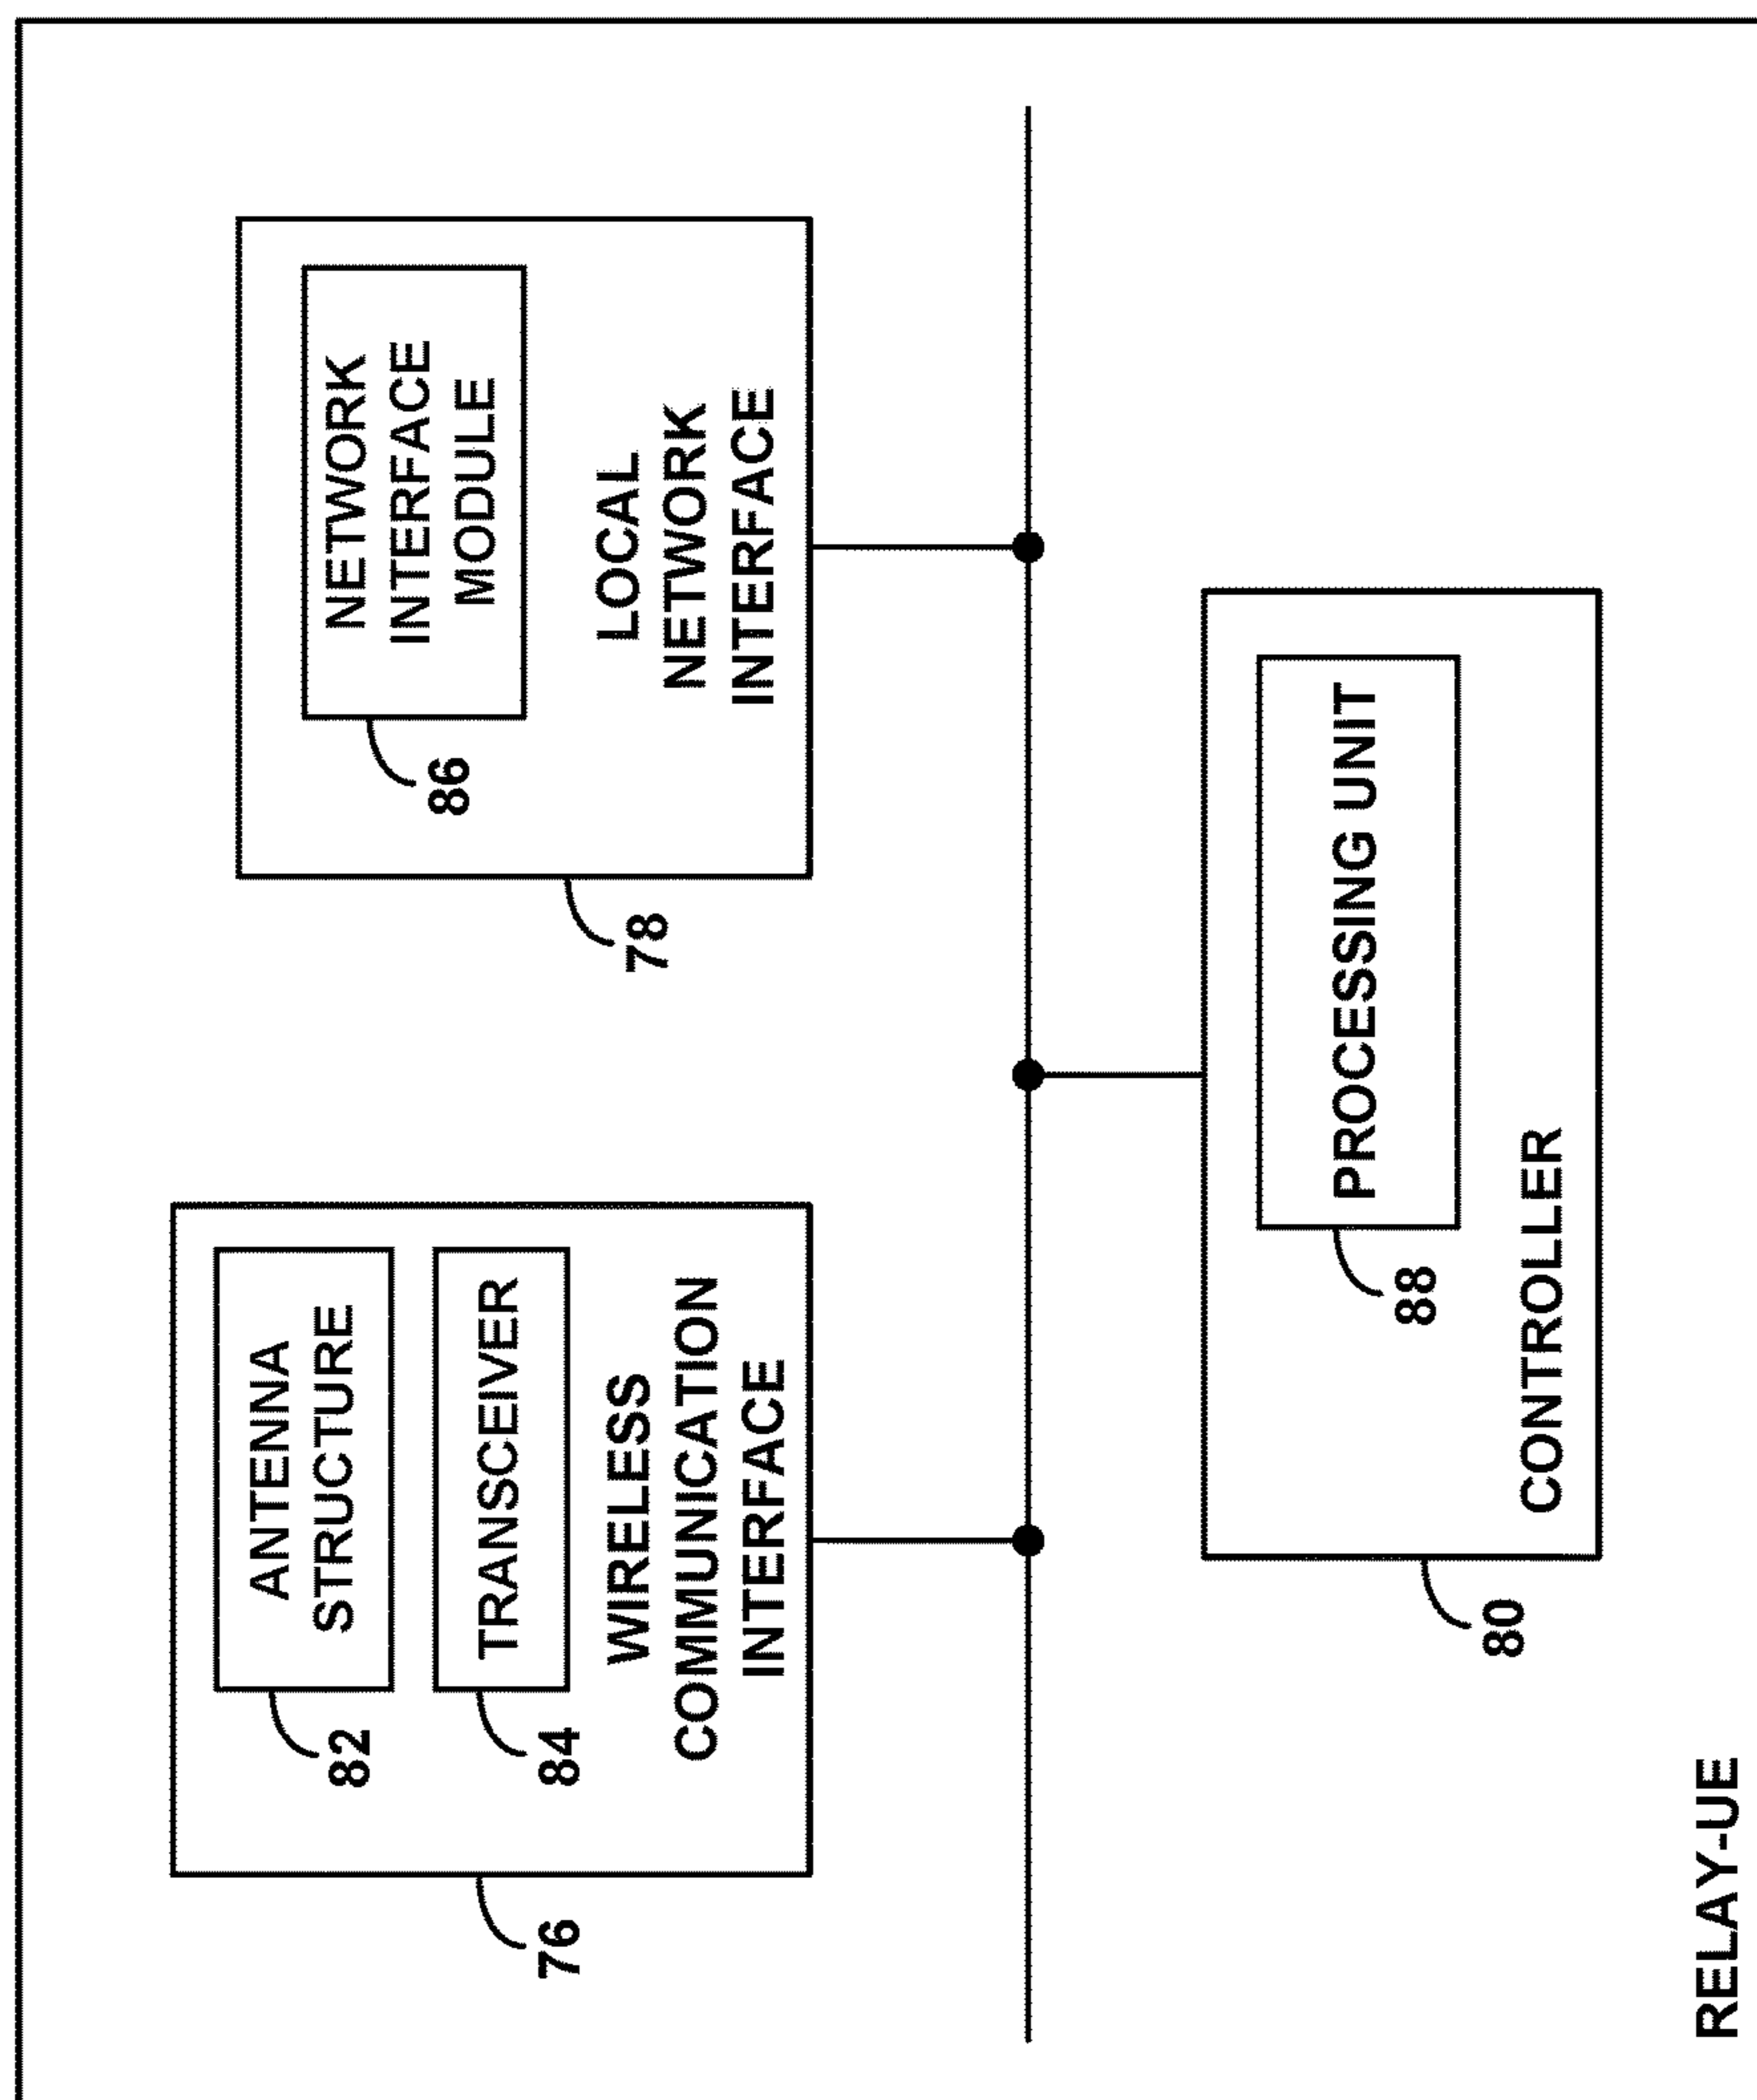 ANTENNA
STRUCTURE
82
TRANSCEIVER
84
WIRELESS
COMMUNICATION
INTERFACE
76
NETWORK
INTERFACE
MODULE
86
LOCAL
NETWORK
INTERFACE
78
PROCESSING UNIT
88
CONTROLLER
80
RELAY-UE